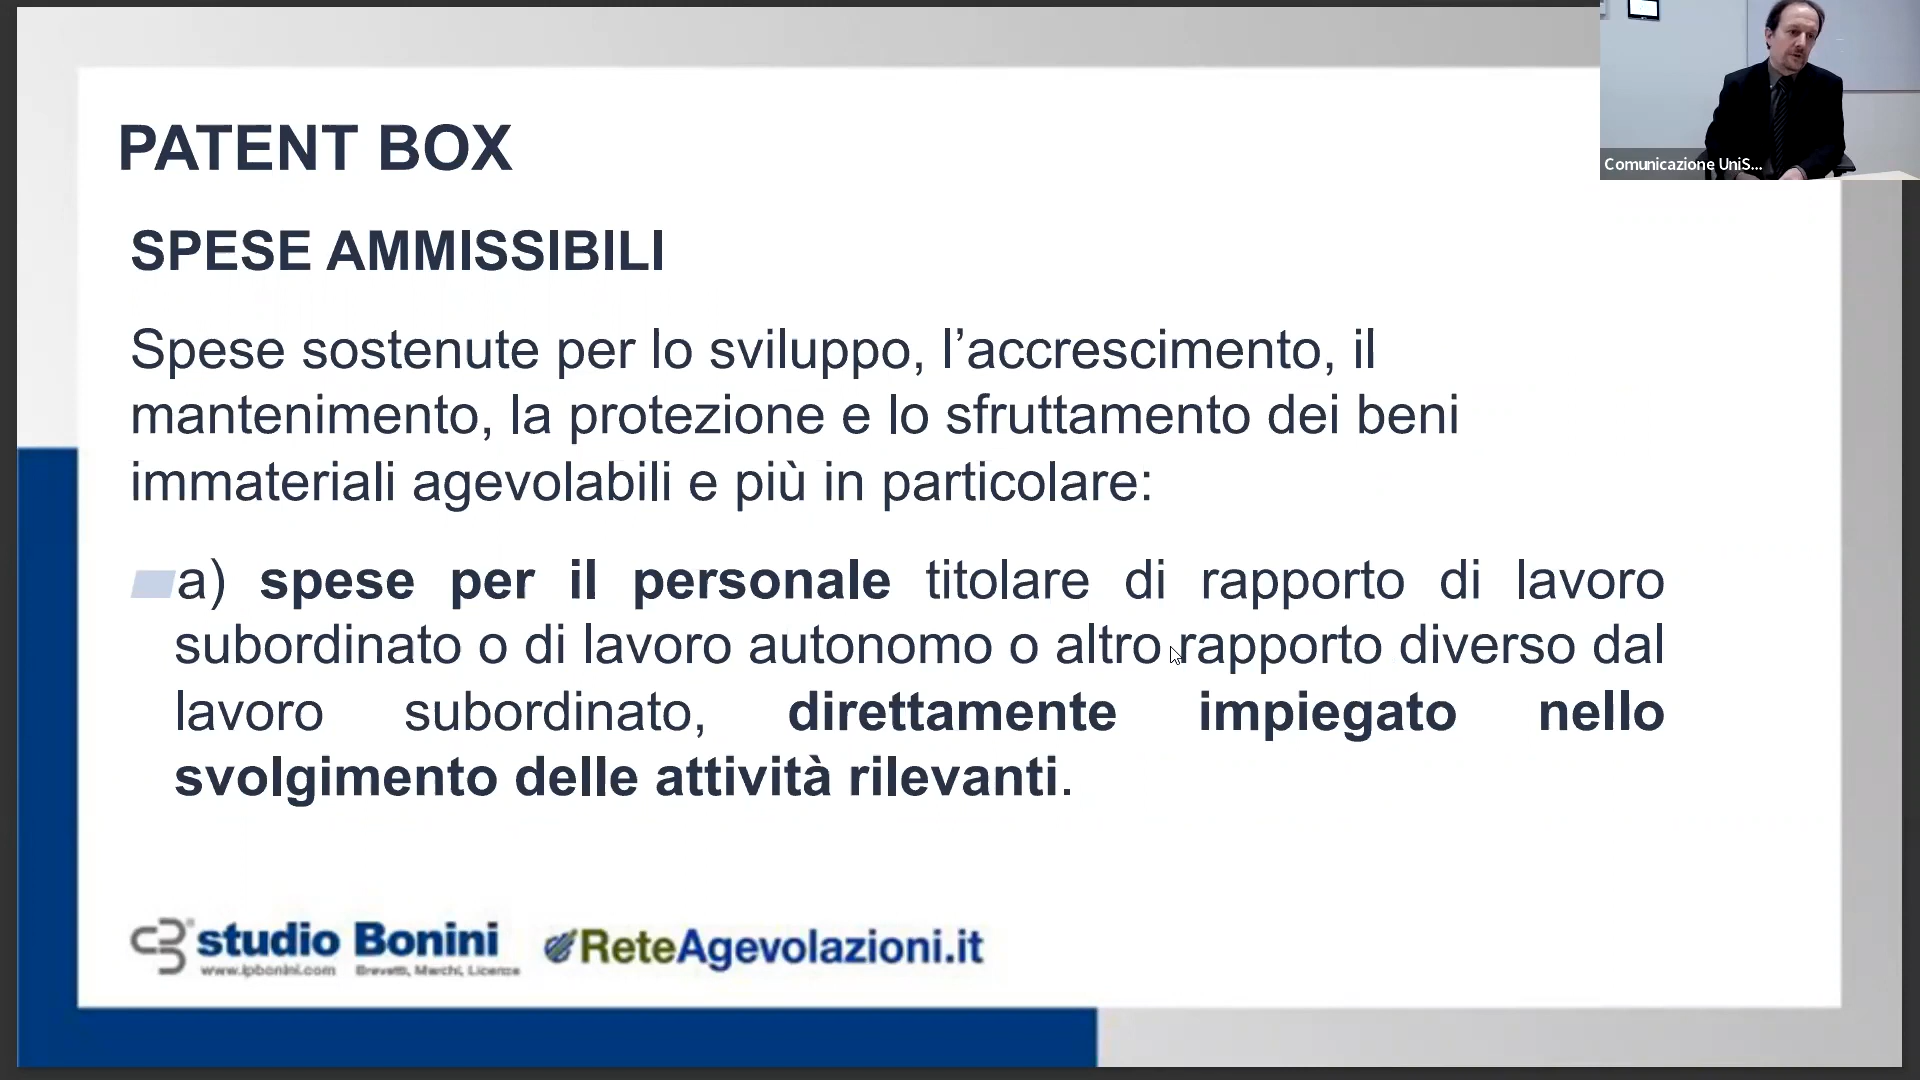 PATENT BOX
Comunicazione UniS...
SPESE AMMISSIBILI
Spese sostenute per lo sviluppo, l’accrescimento, il
mantenimento, la protezione e lo sfruttamento dei beni
immateriali agevolabili e più in particolare:
a) spese per il personale titolare di rapporto di lavoro
subordinato o di lavoro autonomo o altro rapporto diverso dal
lavoro subordinato, direttamente impiegato nello
svolgimento delle attività rilevanti.
studio Bonini
www.ipbonini.com Brevetti, Marchi, Licenze
ReteAgevolazioni.it